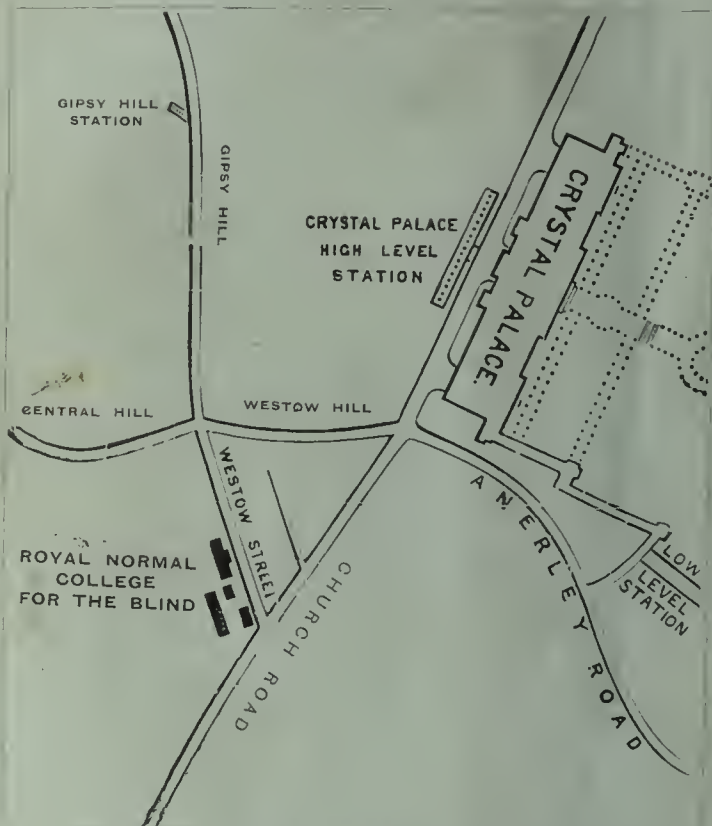 GIPSY HILL
STATION
GIPSY HILL
CRYSTAL PALACE
HIGH LEVEL
STATION
CRYSTAL PALACE.
CENTRAL HILL
WESTOW HILL
WESTOW STREET
ANERLEY ROAD
LOW
LEVEL
STATION
ROYAL NORMAL
COLLEGE
FOR THE BLIND
CHURCH ROAD